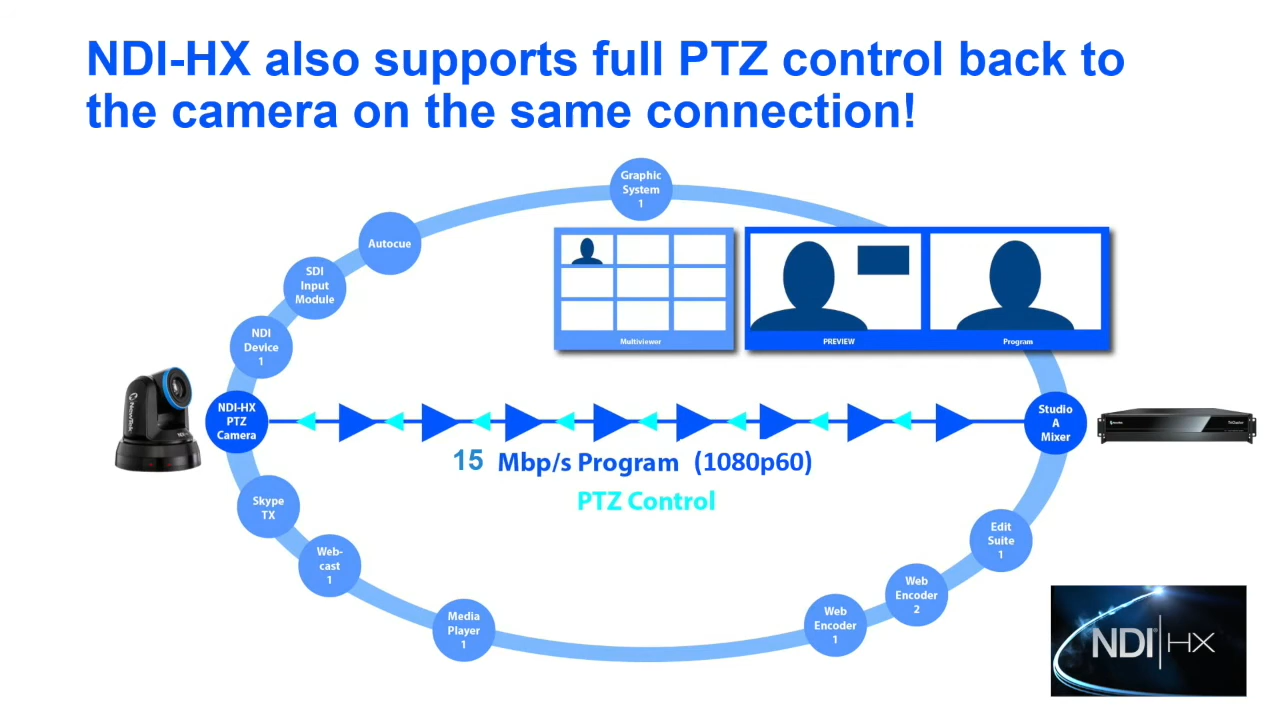 NDI-HX also supports full PTZ control back to
the camera on the same connection!
Graphic
System
1
Autocue
SDI
Input
Module
NDI
Device
1
Multiviewer
PREVIEW
Program
NDI-HX
PTZ
Camera
Studio
A
Mixer
15 Mbp/s Program (1080p60)
PTZ Control
Skype
TX
Web-
cast
1
Media
Player
1
Web
Encoder
1
Web
Encoder
2
Edit
Suite
1
NewTek
NDI|HX